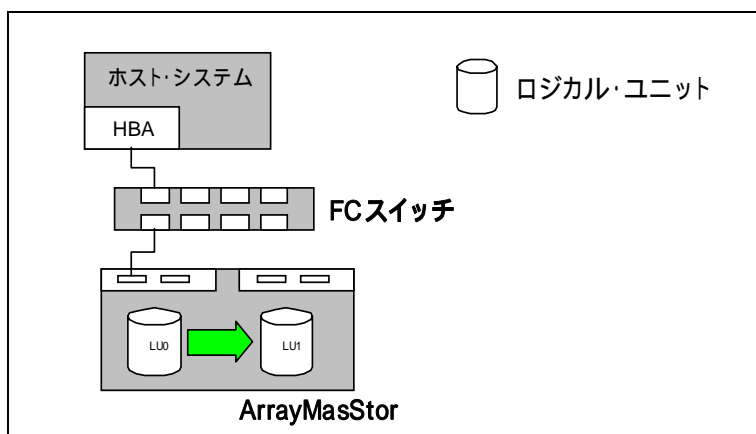 ホスト･システム
HBA
ロジカル･ユニット
FCスイッチ
LU0
LU1
ArrayMasStor